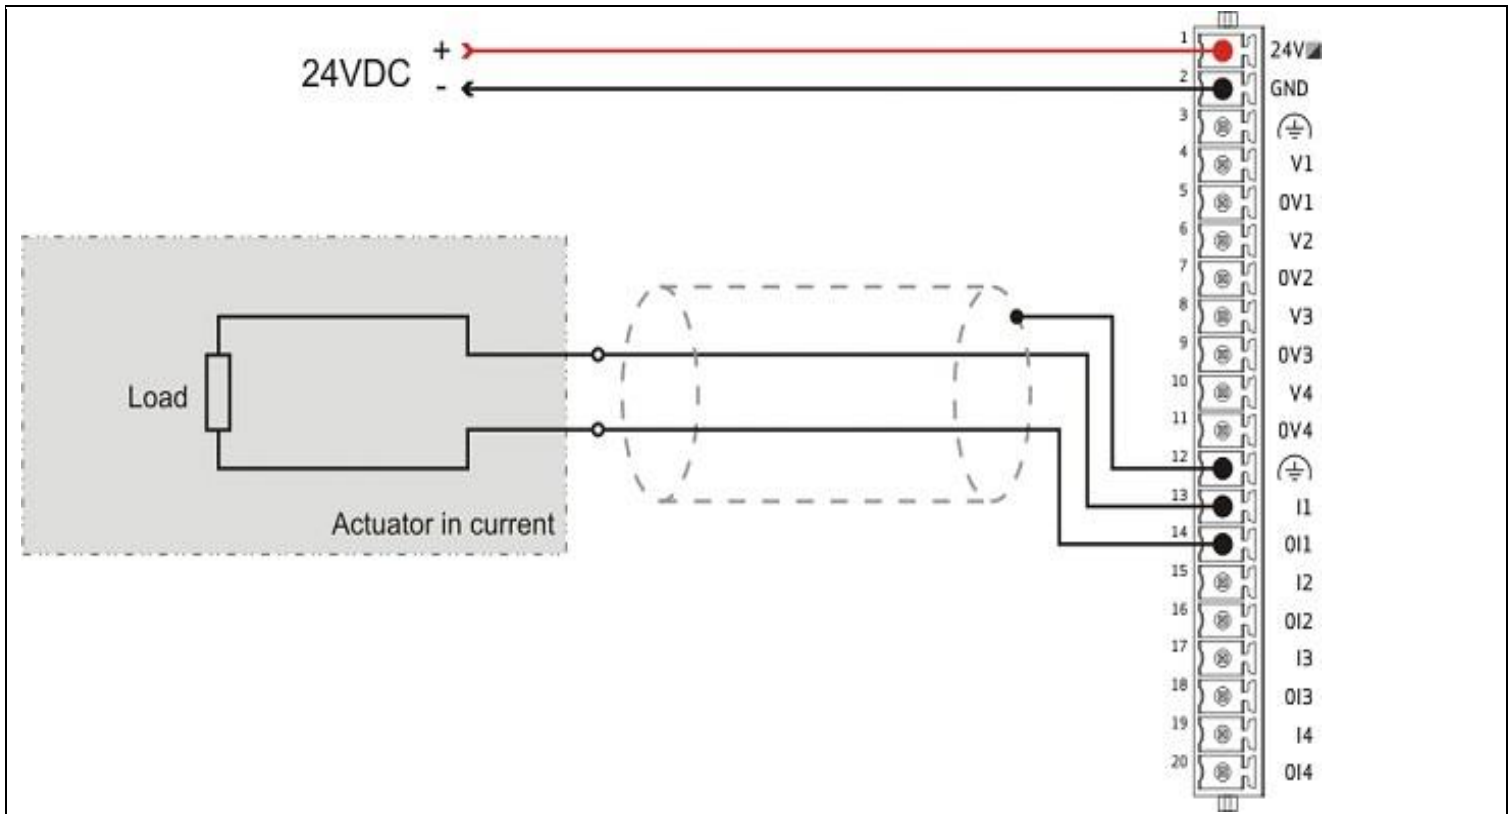 24VDC
+
-
Load
Actuator in current
1 24V
2 GND
3
4 V1
5 0V1
6 V2
7 0V2
8 V3
9 0V3
10 V4
11 0V4
12
13 I1
14 0I1
15 I2
16 0I2
17 I3
18 0I3
19 I4
20 0I4